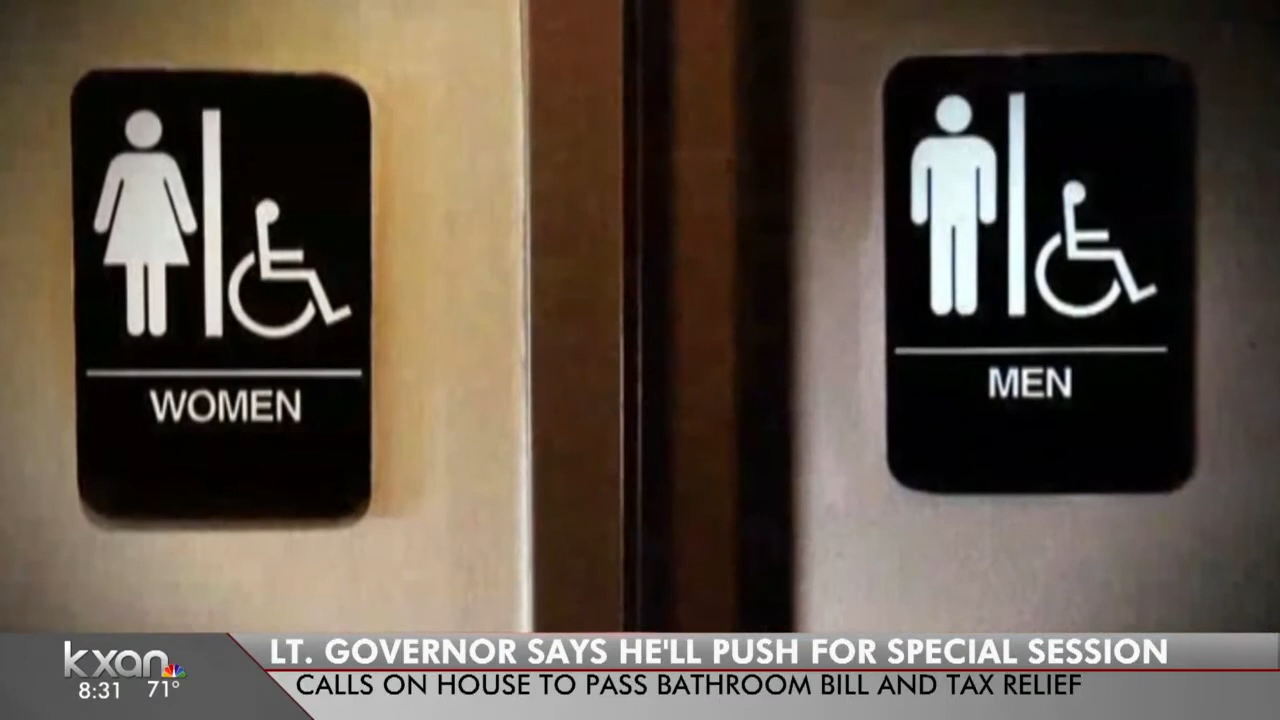 WOMEN
MEN
kxan
8:31 71°
LT. GOVERNOR SAYS HE'LL PUSH FOR SPECIAL SESSION
CALLS ON HOUSE TO PASS BATHROOM BILL AND TAX RELIEF